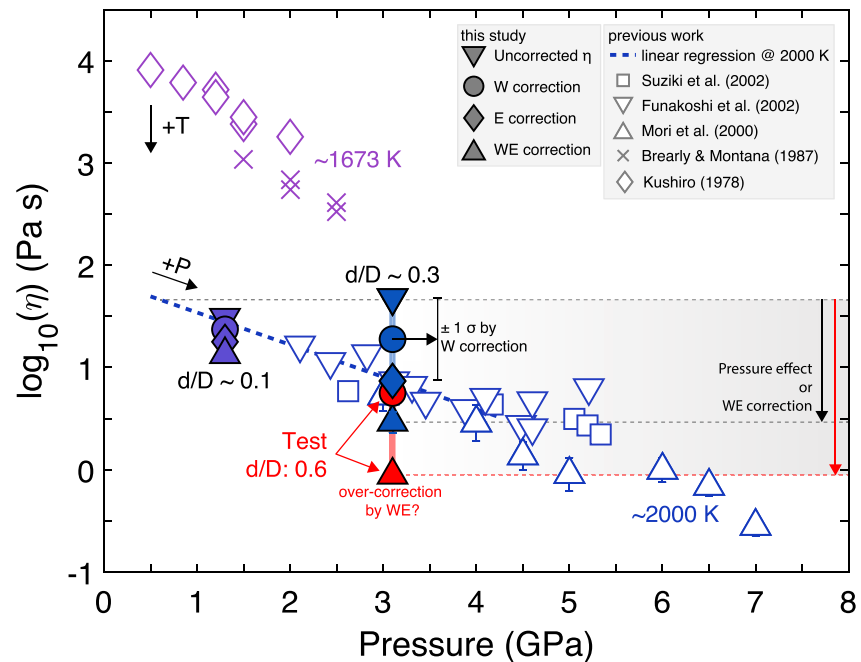 this study
Uncorrected η
W correction
E correction
WE correction
previous work
linear regression @ 2000 K
Suziki et al. (2002)
Funakoshi et al. (2002)
Mori et al. (2000)
Brearly & Montana (1987)
Kushiro (1978)
+T
~1673 K
+P
d/D ~ 0.3
d/D ~ 0.1
± 1 σ by
W correction
Pressure effect
or
WE correction
Test
d/D: 0.6
over-correction
by WE?
~2000 K
log10(η) (Pa s)
4
3
2
1
0
-1
0 1 2 3 4 5 6 7 8
Pressure (GPa)